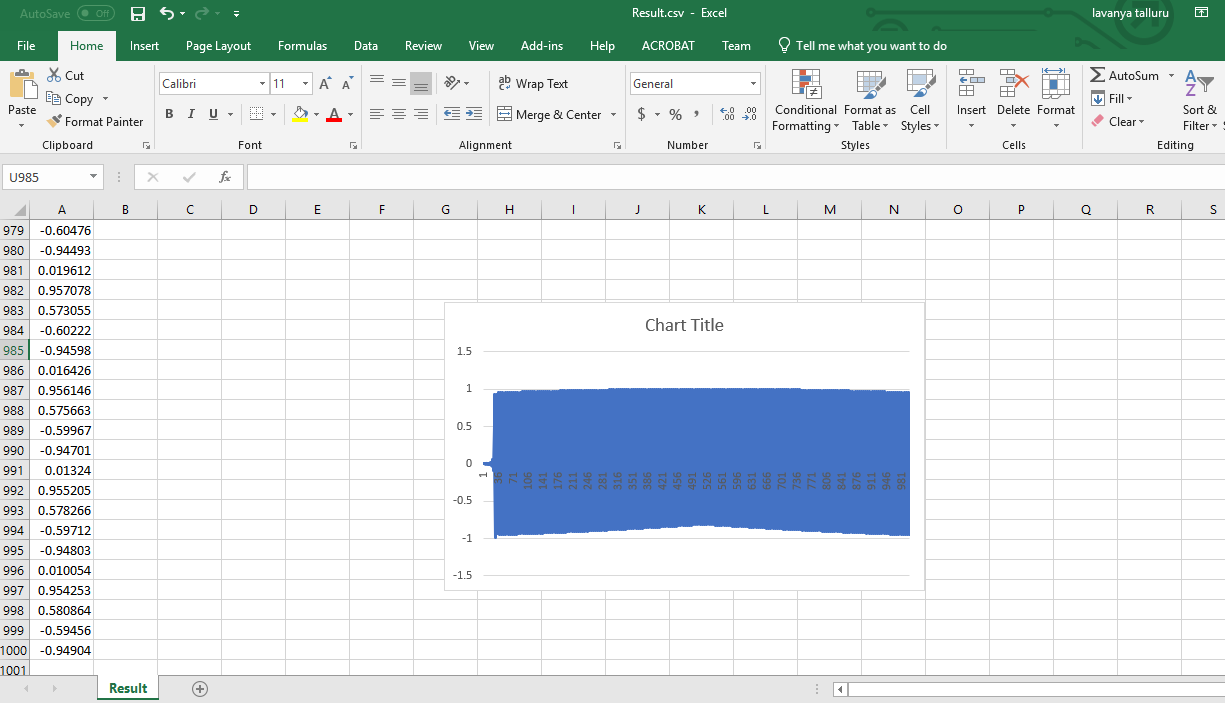 AutoSave Off Result.csv - Excel lavanya talluru
File Home Insert Page Layout Formulas Data Review View Add-ins Help ACROBAT Team Tell me what you want to do
Paste Cut Copy Format Painter
Calibri 11 A A
B I U A
ab Wrap Text
Merge & Center
General
$ % , .00 .0
Conditional Formatting Format as Table Cell Styles
Insert Delete Format
AutoSum Fill Clear
Sort & Filter
Clipboard Font Alignment Number Styles Cells Editing
U985 fx
A B C D E F G H I J K L M N O P Q R S
979 -0.60476
980 -0.94493
981 0.019612
982 0.957078
983 0.573055
984 -0.60222
985 -0.94598
986 0.016426
987 0.956146
988 0.575663
989 -0.59967
990 -0.94701
991 0.01324
992 0.955205
993 0.578266
994 -0.59712
995 -0.94803
996 0.010054
997 0.954253
998 0.580864
999 -0.59456
1000 -0.94904
1001
Chart Title
1.5
1
0.5
0
-0.5
-1
-1.5
1 36 71 106 141 176 211 246 281 316 351 386 421 456 491 526 561 596 631 666 701 736 771 806 841 876 911 946 981
Result